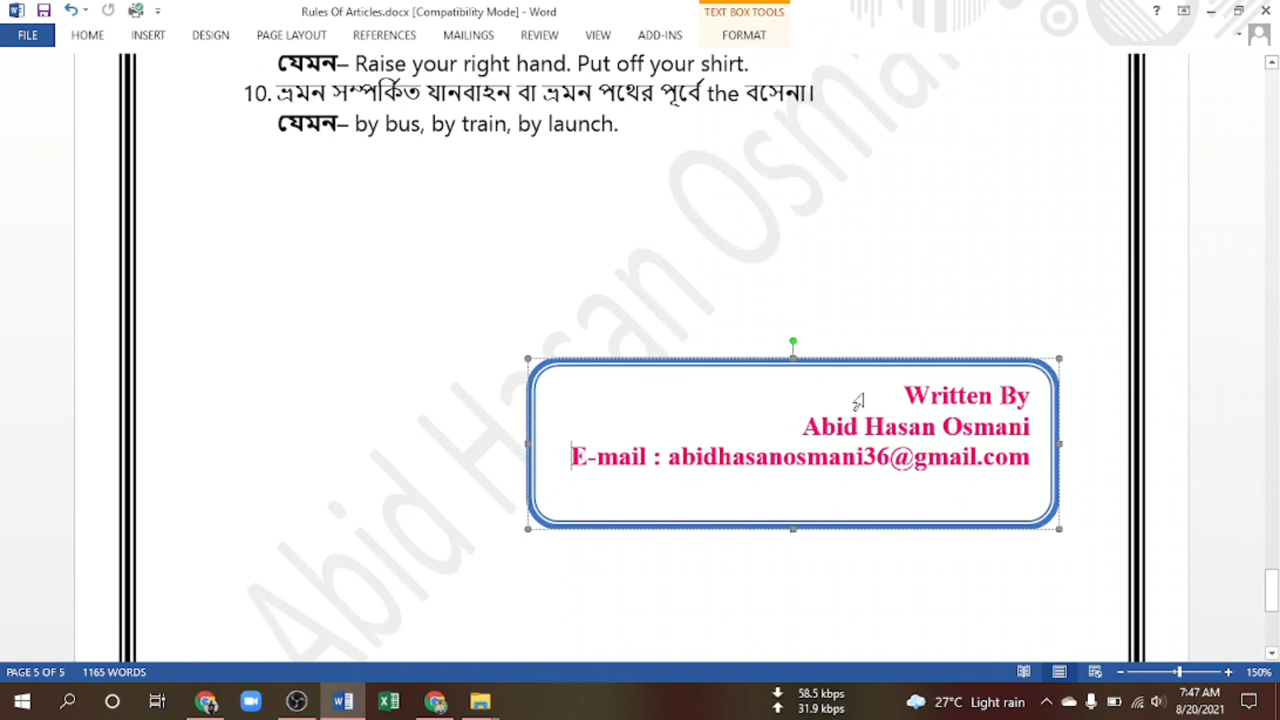 Rules Of Articles.docx [Compatibility Mode] - Word
TEXT BOX TOOLS
FILE HOME INSERT DESIGN PAGE LAYOUT REFERENCES MAILINGS REVIEW VIEW ADD-INS FORMAT
যেমন– Raise your right hand. Put off your shirt.
10. ভ্রমন সম্পর্কিত যানবাহন বা ভ্রমন পথের পূর্বে the বসেনা।
যেমন– by bus, by train, by launch.
Abid Hasan Osmani
Written By
Abid Hasan Osmani
E-mail : abidhasanosmani36@gmail.com
PAGE 5 OF 5 1165 WORDS 150%
58.5 kbps
31.9 kbps
27°C Light rain
7:47 AM
8/20/2021